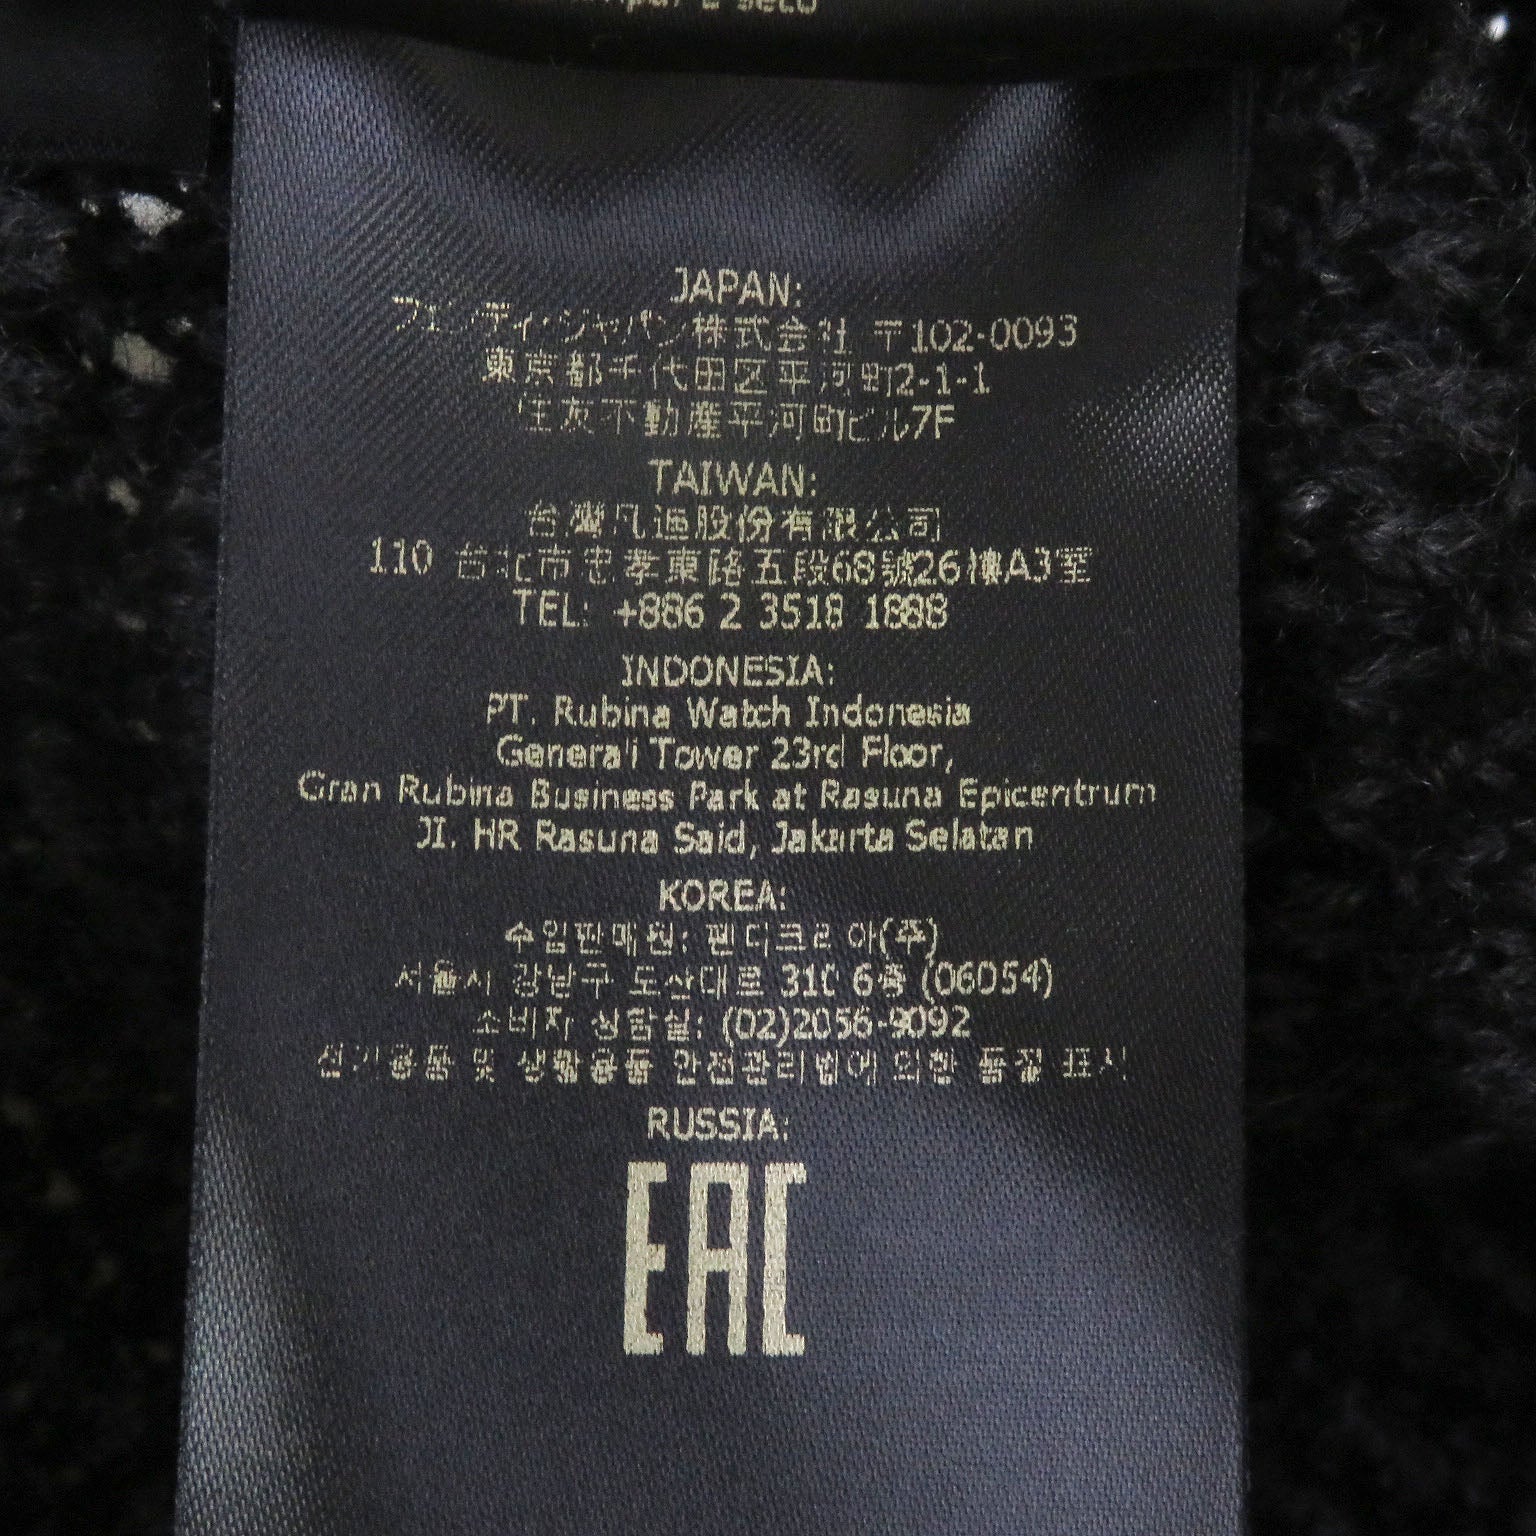 a seco
JAPAN:
フェンディ・ジャパン株式会社 〒102-0093
東京都千代田区平河町2-1-1
住友不動産平河町ビル7F
TAIWAN:
台灣凡迪股份有限公司
110 台北市忠孝東路五段68號26樓A3室
TEL: +886 2 3518 1888
INDONESIA:
PT. Rubina Watch Indonesia
Generali Tower 23rd Floor,
Gran Rubina Business Park at Rasuna Epicentrum
JI. HR Rasuna Said, Jakarta Selatan
KOREA:
수입판매원: 펜디코리아(주)
서울시 강남구 도산대로 310 6층 (06054)
소비자 상담실: (02)2056-9092
전기용품 및 생활용품 안전관리법에 의한 품질 표시
RUSSIA:
EAC